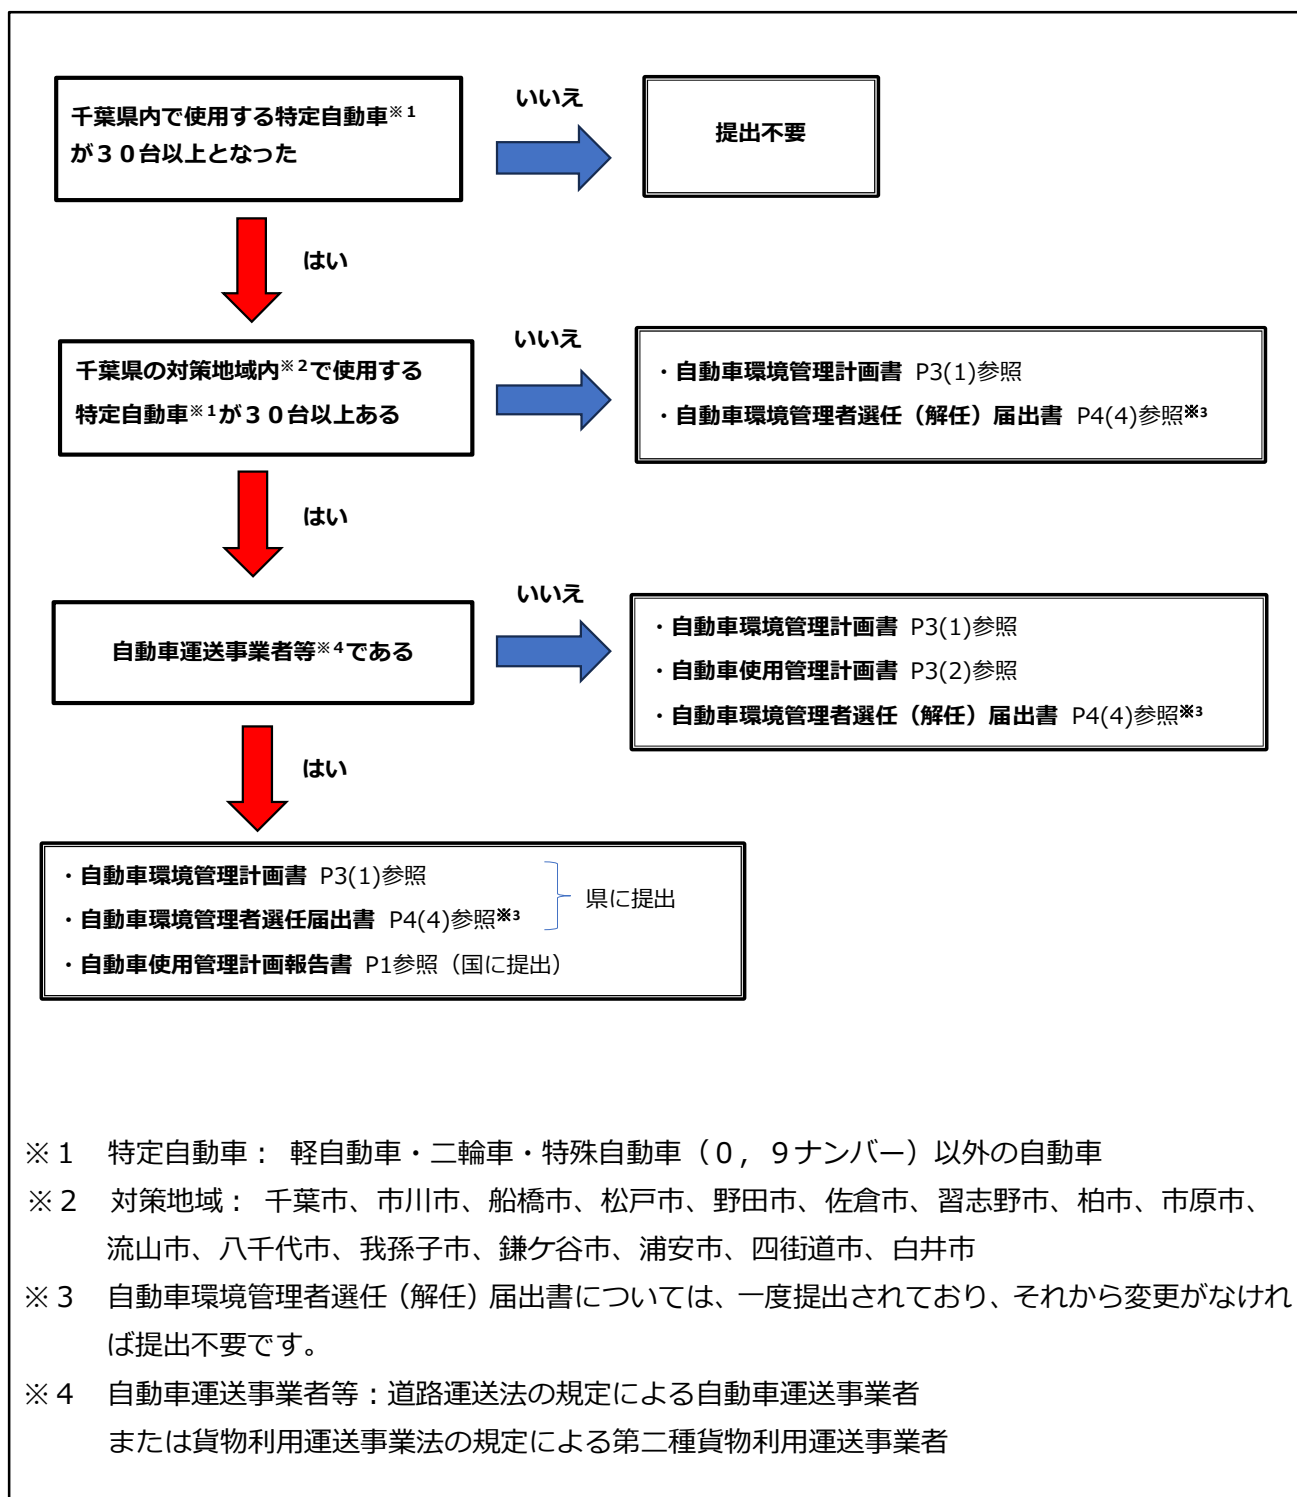 千葉県内で使用する特定自動車※1
が３０台以上となった
いいえ
提出不要
はい
千葉県の対策地域内※2で使用する
特定自動車※1が３０台以上ある
いいえ
・自動車環境管理計画書 P3(1)参照
・自動車環境管理者選任（解任）届出書 P4(4)参照※3
はい
自動車運送事業者等※4である
いいえ
・自動車環境管理計画書 P3(1)参照
・自動車使用管理計画書 P3(2)参照
・自動車環境管理者選任（解任）届出書 P4(4)参照※3
はい
・自動車環境管理計画書 P3(1)参照
・自動車環境管理者選任届出書 P4(4)参照※3
県に提出
・自動車使用管理計画報告書 P1参照（国に提出）
※１　特定自動車： 軽自動車・二輪車・特殊自動車（０，９ナンバー）以外の自動車
※２　対策地域： 千葉市、市川市、船橋市、松戸市、野田市、佐倉市、習志野市、柏市、市原市、
流山市、八千代市、我孫子市、鎌ケ谷市、浦安市、四街道市、白井市
※３　自動車環境管理者選任（解任）届出書については、一度提出されており、それから変更がなけれ
ば提出不要です。
※４　自動車運送事業者等：道路運送法の規定による自動車運送事業者
または貨物利用運送事業法の規定による第二種貨物利用運送事業者